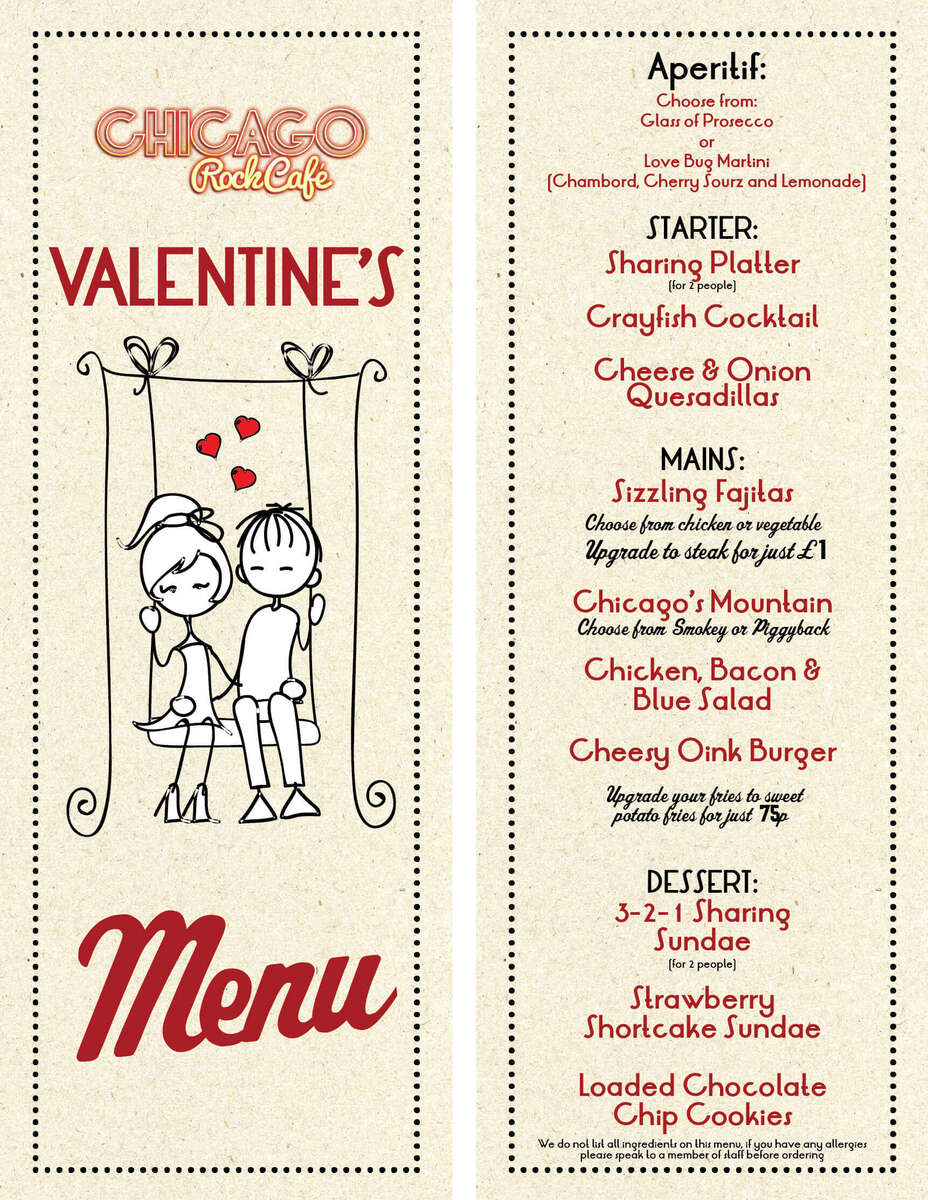 CHICAGO
Rock Café
VALENTINE'S
Menu
Aperitif:
Choose from:
Glass of Prosecco
or
Love Bug Martini
(Chambord, Cherry Sourz and Lemonade)
STARTER:
Sharing Platter
(for 2 people)
Crayfish Cocktail
Cheese & Onion
Quesadillas
MAINS:
Sizzling Fajitas
Choose from chicken or vegetable
Upgrade to steak for just £1
Chicago's Mountain
Choose from Smokey or Piggyback
Chicken, Bacon &
Blue Salad
Cheesy Oink Burger
Upgrade your fries to sweet
potato fries for just 75p
DESSERT:
3-2-1 Sharing
Sundae
(for 2 people)
Strawberry
Shortcake Sundae
Loaded Chocolate
Chip Cookies
We do not list all ingredients on this menu, if you have any allergies
please speak to a member of staff before ordering